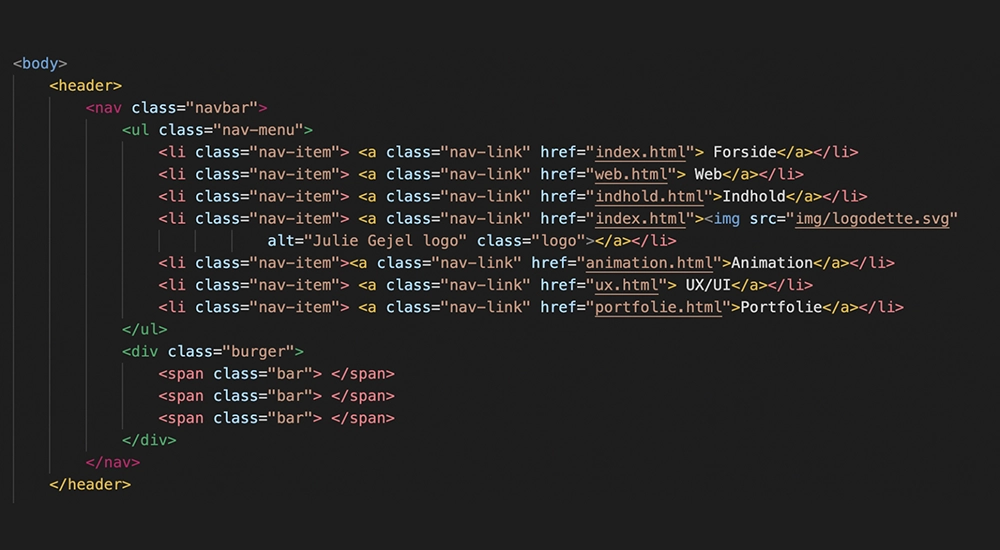 <body>
<header>
<nav class="navbar">
<ul class="nav-menu">
<li class="nav-item"> <a class="nav-link" href="index.html"> Forside</a></li>
<li class="nav-item"> <a class="nav-link" href="web.html"> Web</a></li>
<li class="nav-item"> <a class="nav-link" href="indhold.html">Indhold</a></li>
<li class="nav-item"> <a class="nav-link" href="index.html"><img src="img/logodette.svg"
alt="Julie Gejel logo" class="logo"></a></li>
<li class="nav-item"><a class="nav-link" href="animation.html">Animation</a></li>
<li class="nav-item"> <a class="nav-link" href="ux.html"> UX/UI</a></li>
<li class="nav-item"> <a class="nav-link" href="portfolie.html">Portfolie</a></li>
</ul>
<div class="burger">
<span class="bar"> </span>
<span class="bar"> </span>
<span class="bar"> </span>
</div>
</nav>
</header>